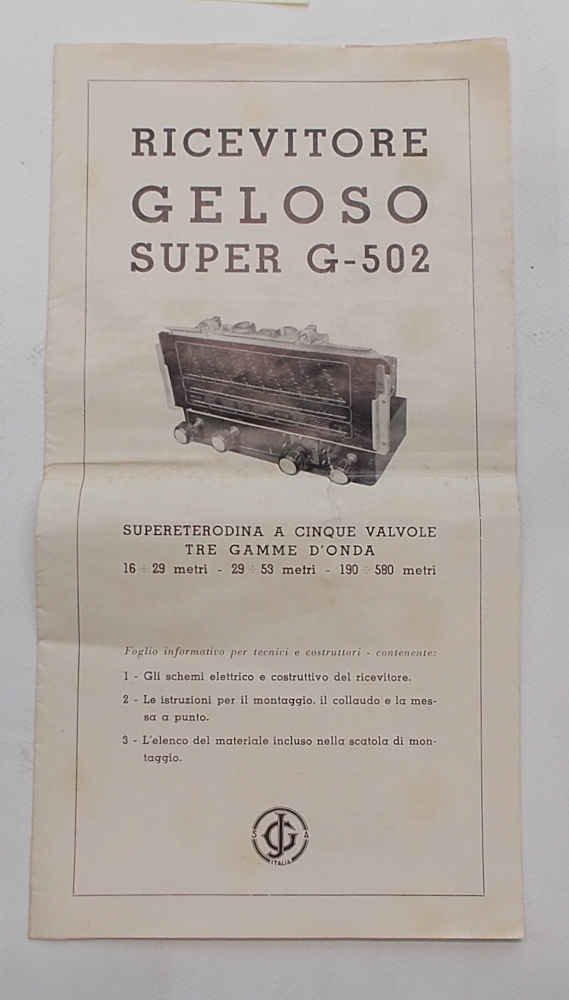 RICEVITORE
GELOSO
SUPER G-502
SUPERETERODINA A CINQUE VALVOLE
TRE GAMME D'ONDA
16 ÷ 29 metri - 29 ÷ 53 metri - 190 ÷ 580 metri
Foglio informativo per tecnici e costruttori - contenente:
1 - Gli schemi elettrico e costruttivo del ricevitore.
2 - Le istruzioni per il montaggio, il collaudo e la mes-
sa a punto.
3 - L'elenco del materiale incluso nella scatola di mon-
taggio.
S JG A
ITALIA